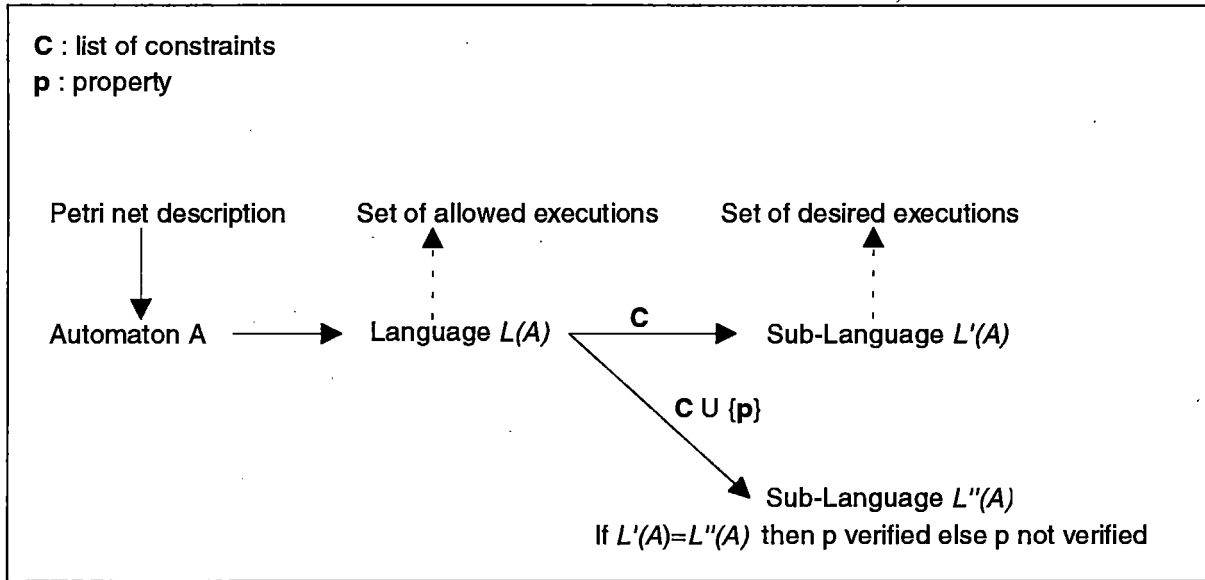 C : list of constraints
p : property
Petri net description Set of allowed executions Set of desired executions
Automaton A Language L(A) C Sub-Language L'(A)
C U {p}
Sub-Language L''(A)
If L'(A)=L''(A) then p verified else p not verified